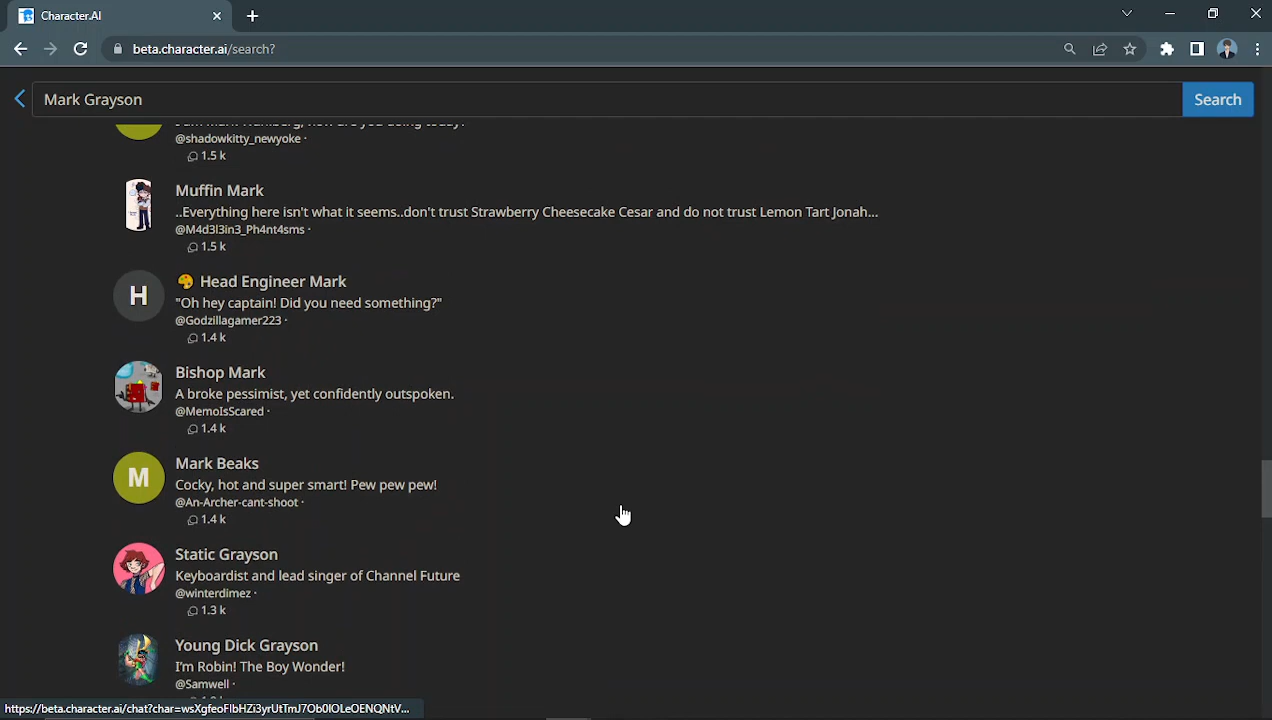 Character.AI
beta.character.ai/search?
Mark Grayson
Search
@shadowkitty_newyoke ·
1.5 k
Muffin Mark
..Everything here isn't what it seems..don't trust Strawberry Cheesecake Cesar and do not trust Lemon Tart Jonah...
@M4d3l3in3_Ph4nt4sms ·
1.5 k
H
🎨 Head Engineer Mark
"Oh hey captain! Did you need something?"
@Godzillagamer223 ·
1.4 k
Bishop Mark
A broke pessimist, yet confidently outspoken.
@MemoIsScared ·
1.4 k
M
Mark Beaks
Cocky, hot and super smart! Pew pew pew!
@An-Archer-cant-shoot ·
1.4 k
Static Grayson
Keyboardist and lead singer of Channel Future
@winterdimez ·
1.3 k
Young Dick Grayson
I'm Robin! The Boy Wonder!
@Samwell ·